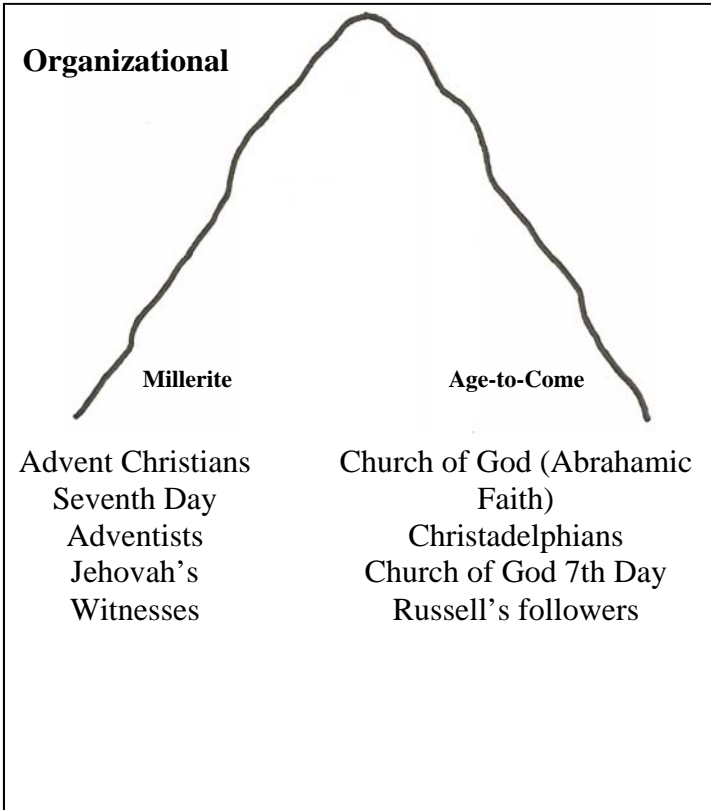 Organizational
Millerite
Age-to-Come
Advent Christians
Seventh Day
Adventists
Jehovah’s
Witnesses
Church of God (Abrahamic
Faith)
Christadelphians
Church of God 7th Day
Russell’s followers